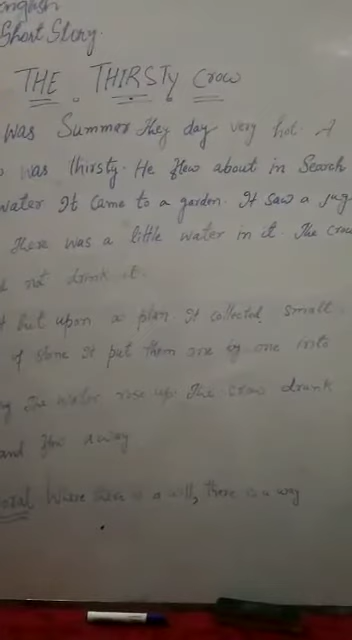 English
Short Story
THE THIRSTY Crow
Was Summer They day very hot. A
was thirsty. He flew about in Search
water It Came to a garden. It saw a jug
There was a little water in it. The Crow
not drink it.
hit upon a plan. It collected small
of stone It put them one by one into
The water rose up. The Crow drank
and flew away
oral Where there is a will, there is a way